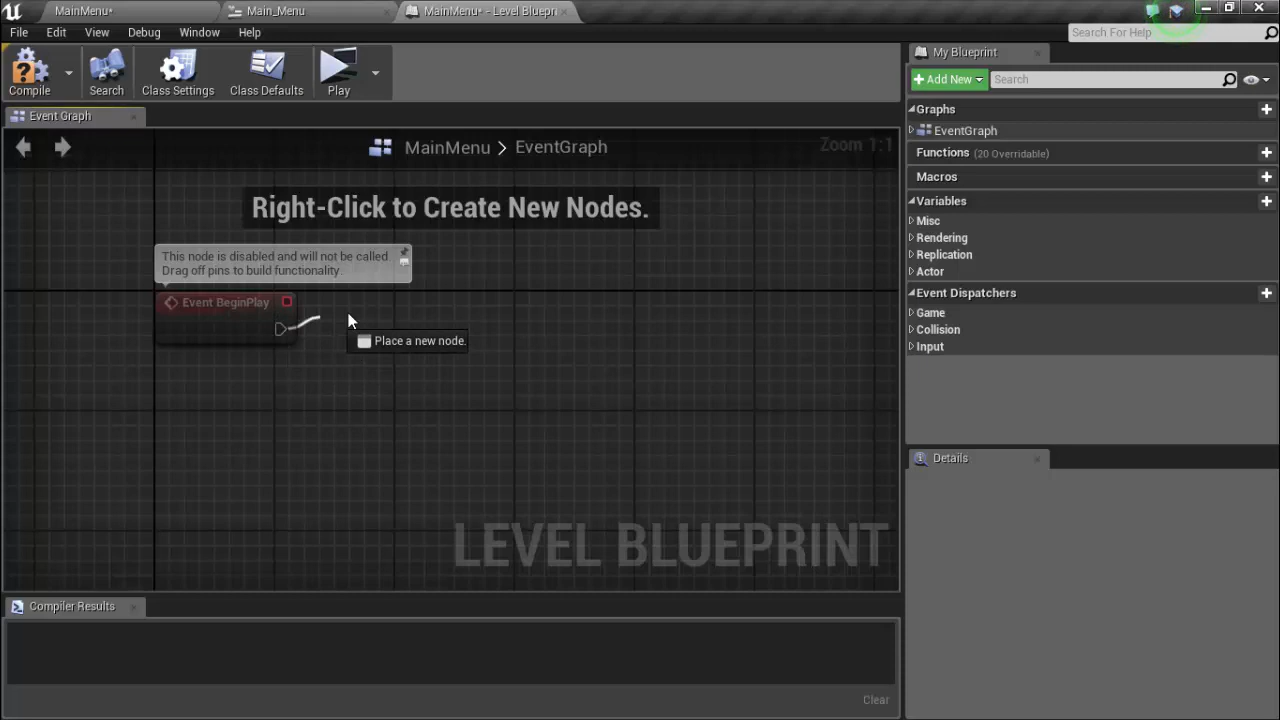 MainMenu*
Main_Menu
MainMenu* - Level Bluepr
File
Edit
View
Debug
Window
Help
Search For Help
Compile
Search
Class Settings
Class Defaults
Play
My Blueprint
Add New
Search
Event Graph
MainMenu > EventGraph
Zoom 1:1
Right-Click to Create New Nodes.
This node is disabled and will not be called.
Drag off pins to build functionality.
Event BeginPlay
Place a new node.
LEVEL BLUEPRINT
Graphs
EventGraph
Functions (20 Overridable)
Macros
Variables
Misc
Rendering
Replication
Actor
Event Dispatchers
Game
Collision
Input
Details
Compiler Results
Clear